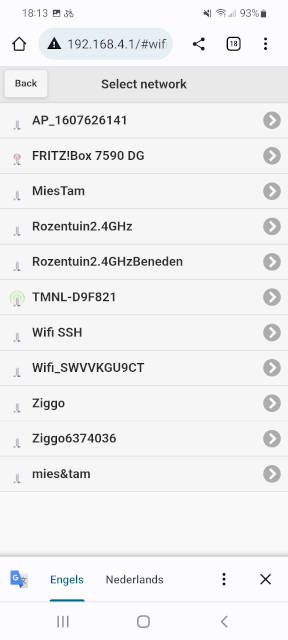 18:13 93%
192.168.4.1/#wif 18
Back Select network
AP_1607626141
FRITZ!Box 7590 DG
MiesTam
Rozentuin2.4GHz
Rozentuin2.4GHzBeneden
TMNL-D9F821
Wifi SSH
Wifi_SWVVKGU9CT
Ziggo
Ziggo6374036
mies&tam
Engels Nederlands